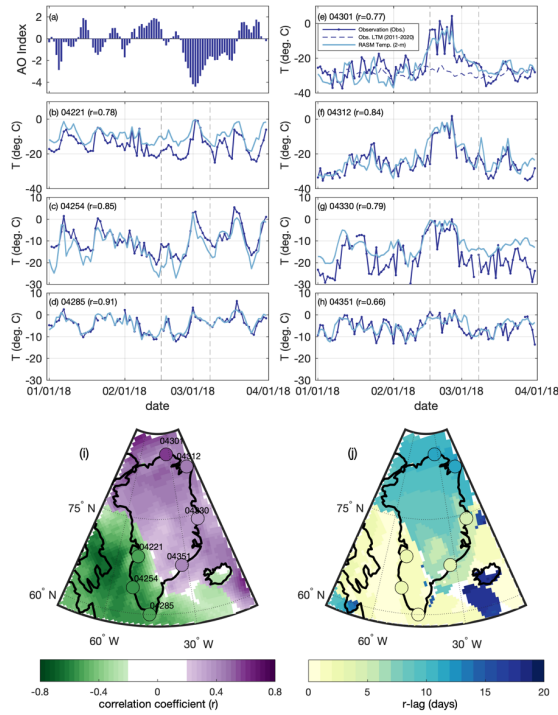 (a)
AO Index
2
0
-2
-4
(b) 04221 (r=0.78)
T (deg. C)
0
-20
-40
(c) 04254 (r=0.85)
T (deg. C)
10
0
-10
-20
-30
(d) 04285 (r=0.91)
T (deg. C)
10
0
-10
-20
-30
01/01/18 02/01/18 03/01/18 04/01/18
date
(e) 04301 (r=0.77)
Observation (Obs.)
Obs. LTM (2011-2020)
RASM Temp. (2-m)
T (deg. C)
0
-20
-40
(f) 04312 (r=0.84)
T (deg. C)
0
-20
-40
(g) 04330 (r=0.79)
T (deg. C)
0
-10
-20
-30
(h) 04351 (r=0.66)
T (deg. C)
10
0
-10
-20
-30
01/01/18 02/01/18 03/01/18 04/01/18
date
(i)
04301
04312
04330
04221
04351
04254
04285
75° N
60° N
60° W
30° W
-0.8 -0.4 0 0.4 0.8
correlation coefficient (r)
(j)
75° N
60° N
60° W
30° W
0 5 10 15 20
r-lag (days)